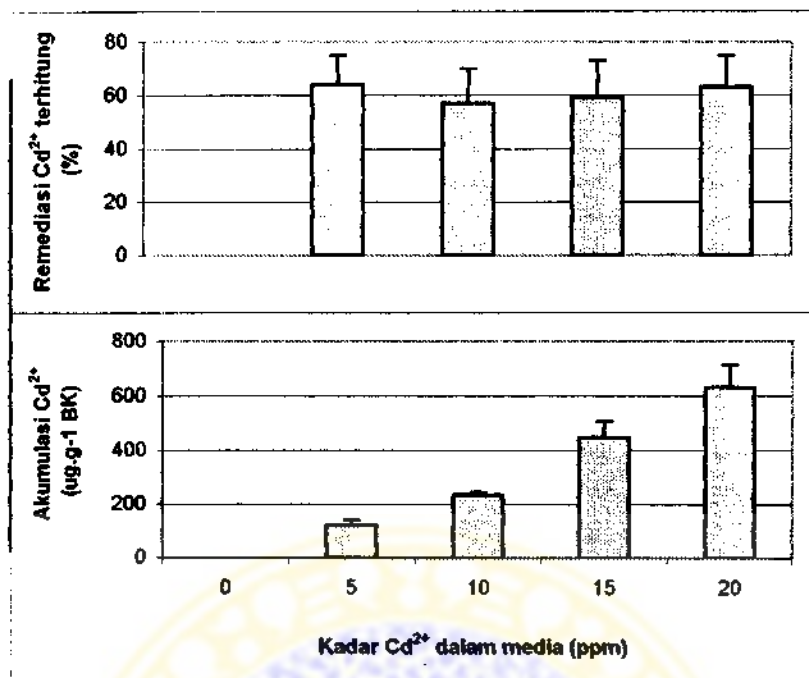 Remediasi Cd²⁺ terhitung
(%)
80
60
40
20
0
Akumulasi Cd²⁺
(ug.g-1 BK)
800
600
400
200
0
0 5 10 15 20
Kadar Cd²⁺ dalam media (ppm)